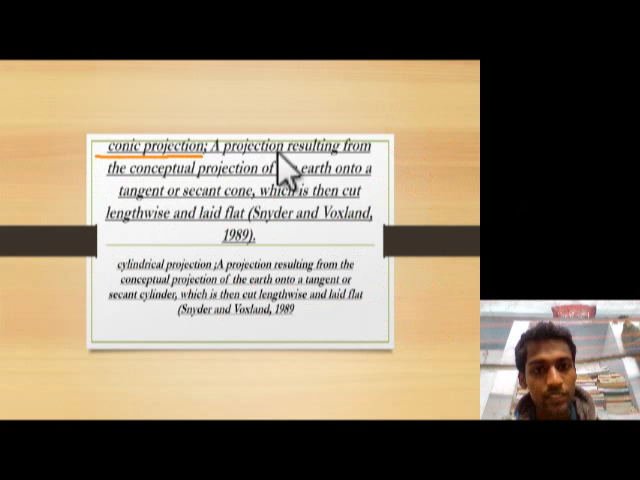 conic projection; A projection resulting from
the conceptual projection of earth onto a
tangent or secant cone, which is then cut
lengthwise and laid flat (Snyder and Voxland,
1989).
cylindrical projection ;A projection resulting from the
conceptual projection of the earth onto a tangent or
secant cylinder, which is then cut lengthwise and laid flat
(Snyder and Voxland, 1989